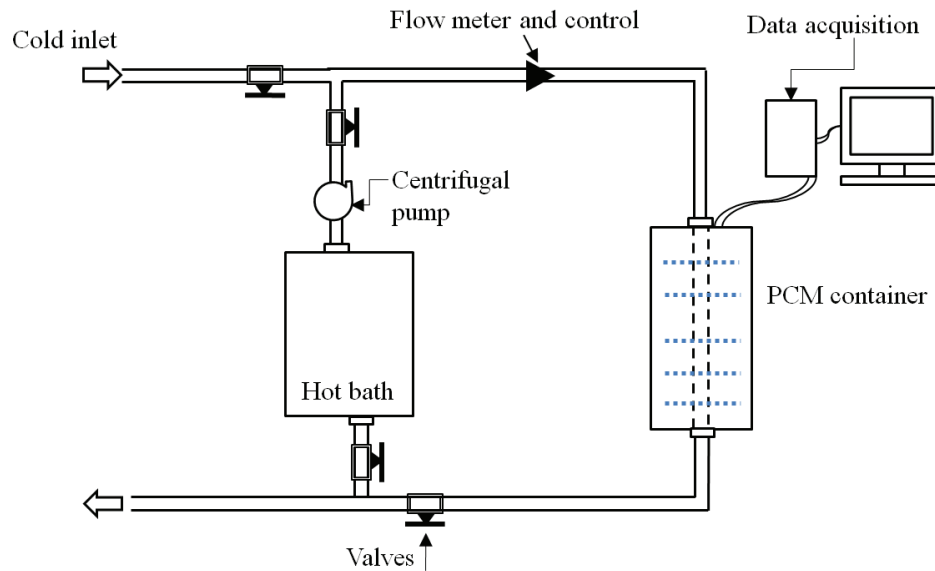 Flow meter and control
Data acquisition
Cold inlet
Centrifugal
pump
PCM container
Hot bath
Valves